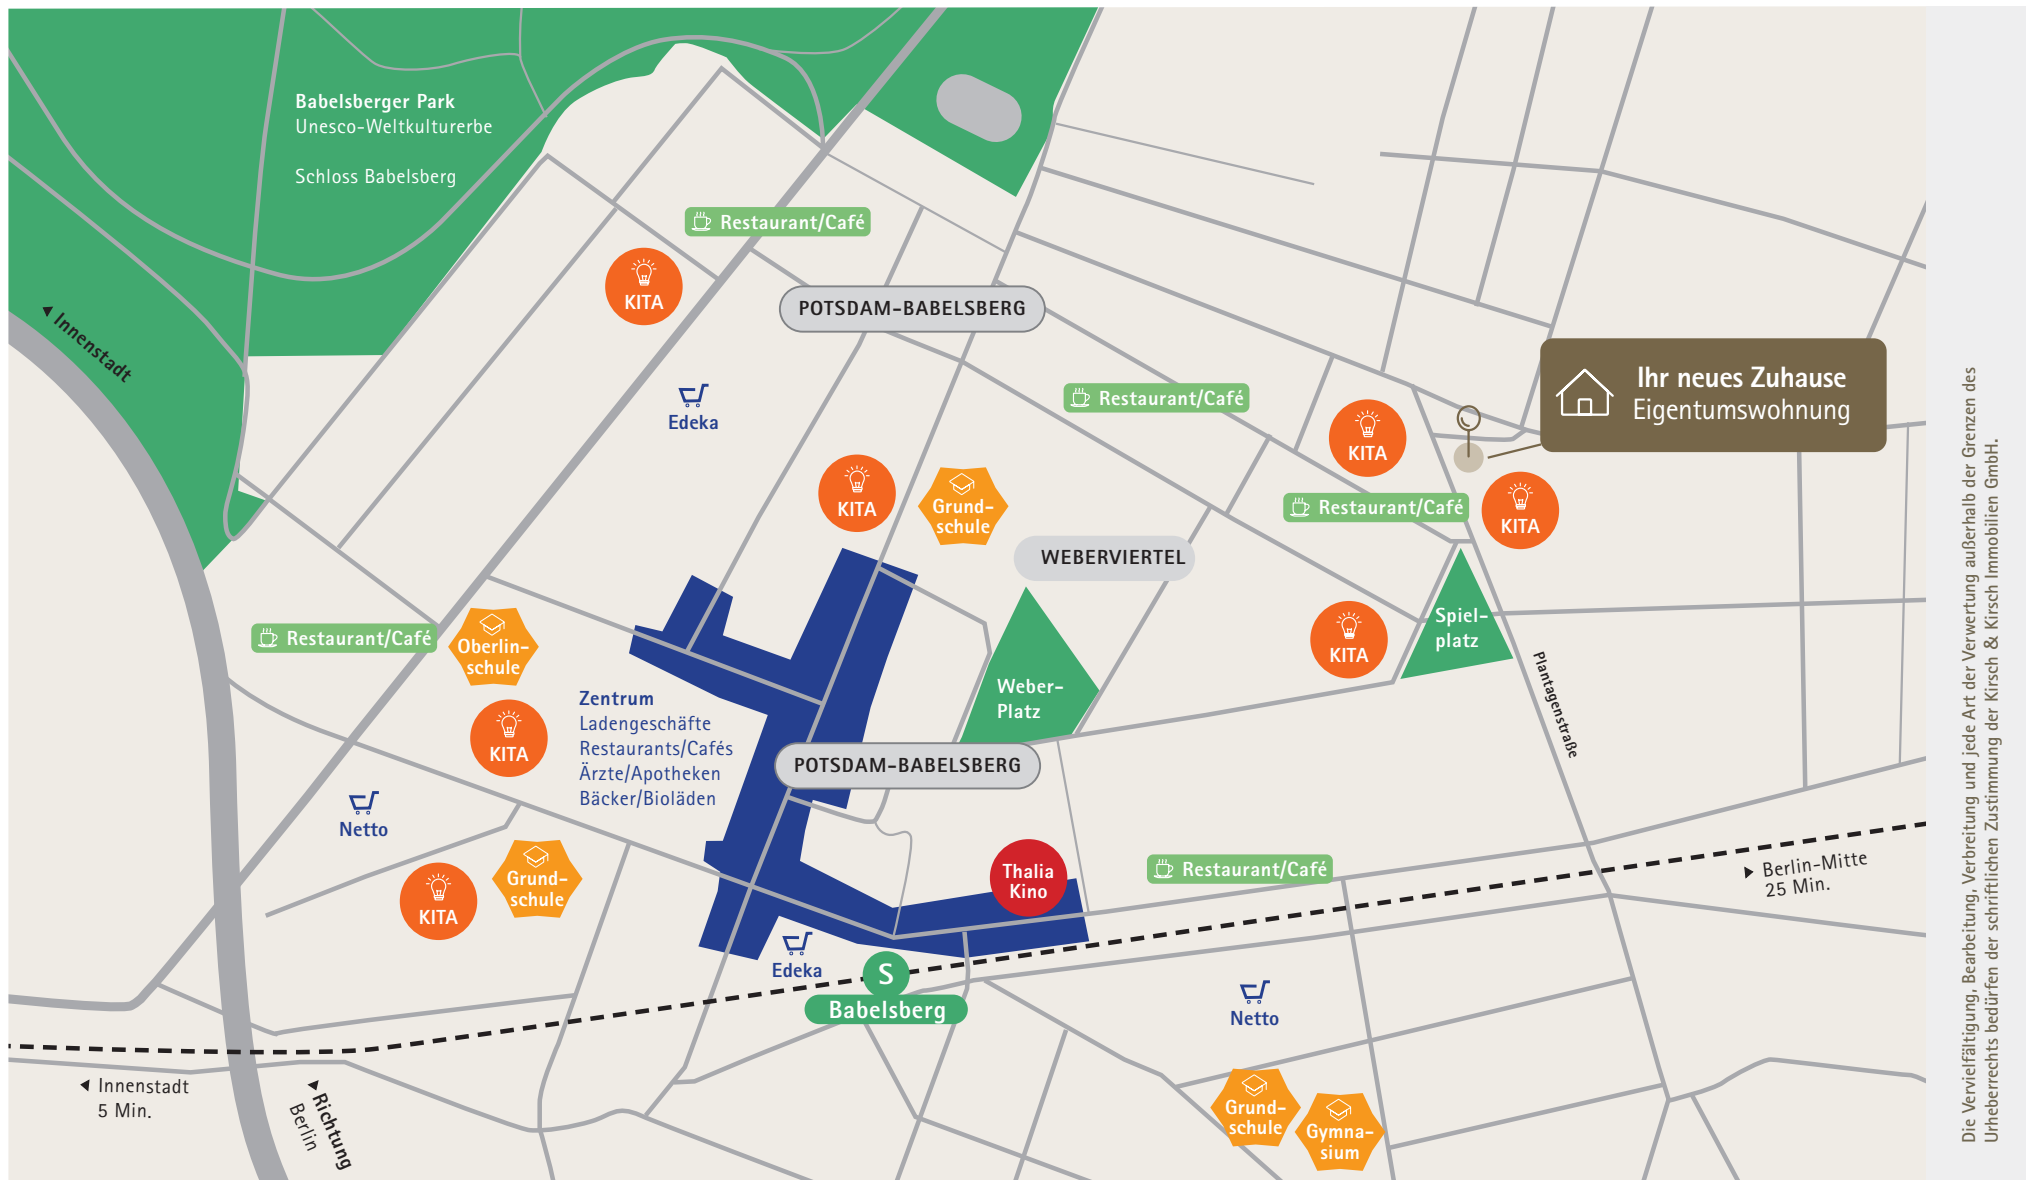 Babelsberger Park
Unesco-Weltkulturerbe
Schloss Babelsberg
Restaurant/Café
KITA
POTSDAM-BABELSBERG
Innenstadt
Ihr neues Zuhause
Eigentumswohnung
Edeka
Restaurant/Café
KITA
KITA
Grund-
schule
Restaurant/Café
KITA
WEBERVIERTEL
Restaurant/Café
Oberlin-
schule
KITA
Spiel-
platz
Plantagenstraße
Weber-
Platz
Zentrum
Ladengeschäfte
Restaurants/Cafés
Ärzte/Apotheken
Bäcker/Bioläden
KITA
POTSDAM-BABELSBERG
Netto
Grund-
schule
KITA
Thalia
Kino
Restaurant/Café
Berlin-Mitte
25 Min.
Edeka
S
Babelsberg
Netto
Innenstadt
5 Min.
Richtung
Berlin
Grund-
schule
Gymna-
sium
Die Vervielfältigung, Bearbeitung, Verbreitung und jede Art der Verwertung außerhalb der Grenzen des
Urheberrechts bedürfen der schriftlichen Zustimmung der Kirsch & Kirsch Immobilien GmbH.